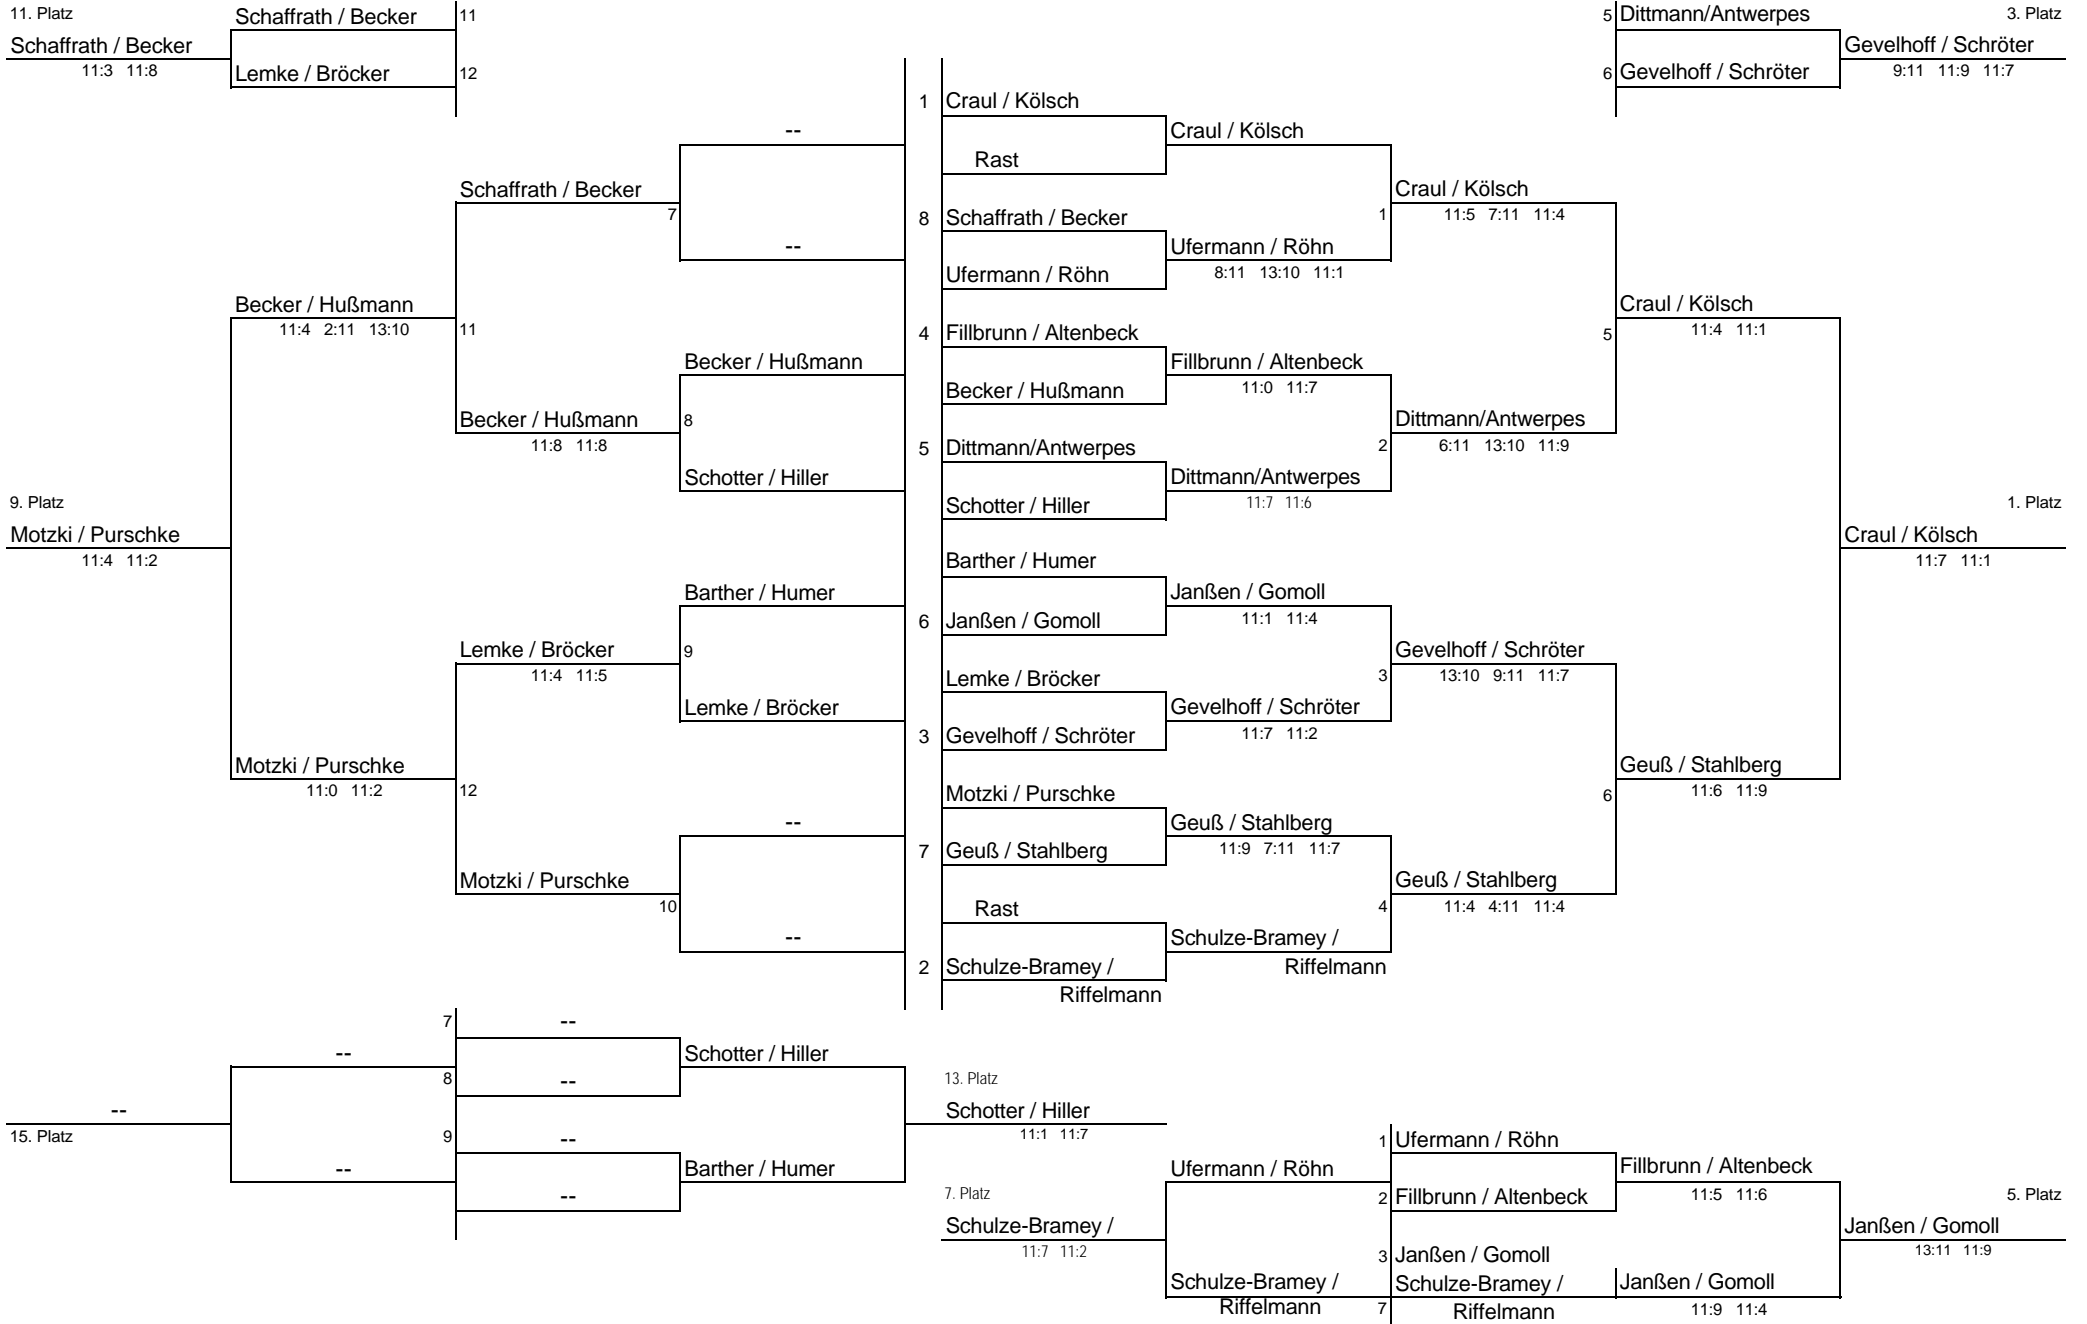 11. Platz
Schaffrath / Becker
11
5
Dittmann/Antwerpes
3. Platz
Schaffrath / Becker
Gevelhoff / Schröter
11:3 11:8
Lemke / Bröcker
12
6
Gevelhoff / Schröter
9:11 11:9 11:7
1
Craul / Kölsch
--
Craul / Kölsch
Rast
Schaffrath / Becker
Craul / Kölsch
7
8
Schaffrath / Becker
1
11:5 7:11 11:4
--
Ufermann / Röhn
Ufermann / Röhn
8:11 13:10 11:1
Becker / Hußmann
Craul / Kölsch
11:4 2:11 13:10
11
4
Fillbrunn / Altenbeck
5
11:4 11:1
Becker / Hußmann
Fillbrunn / Altenbeck
Becker / Hußmann
11:0 11:7
Becker / Hußmann
8
Dittmann/Antwerpes
11:8 11:8
5
Dittmann/Antwerpes
2
6:11 13:10 11:9
Schotter / Hiller
Dittmann/Antwerpes
9. Platz
Schotter / Hiller
11:7 11:6
1. Platz
Motzki / Purschke
Craul / Kölsch
11:4 11:2
Barther / Humer
11:7 11:1
Barther / Humer
Janßen / Gomoll
6
Janßen / Gomoll
11:1 11:4
Lemke / Bröcker
9
Gevelhoff / Schröter
11:4 11:5
Lemke / Bröcker
3
13:10 9:11 11:7
Lemke / Bröcker
Gevelhoff / Schröter
3
Gevelhoff / Schröter
11:7 11:2
Motzki / Purschke
Geuß / Stahlberg
11:0 11:2
12
Motzki / Purschke
6
11:6 11:9
--
Geuß / Stahlberg
7
Geuß / Stahlberg
11:9 7:11 11:7
Motzki / Purschke
Geuß / Stahlberg
10
Rast
4
11:4 4:11 11:4
--
Schulze-Bramey /
Riffelmann
2
Schulze-Bramey /
Riffelmann
7
--
--
Schotter / Hiller
8
--
13. Platz
--
Schotter / Hiller
15. Platz
9
--
11:1 11:7
1
Ufermann / Röhn
--
Barther / Humer
Ufermann / Röhn
Fillbrunn / Altenbeck
--
7. Platz
2
Fillbrunn / Altenbeck
11:5 11:6
5. Platz
Schulze-Bramey /
Janßen / Gomoll
11:7 11:2
3
Janßen / Gomoll
13:11 11:9
Schulze-Bramey /
Riffelmann
7
Schulze-Bramey /
Riffelmann
Janßen / Gomoll
11:9 11:4